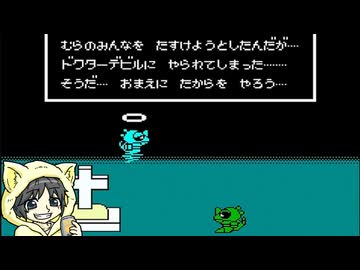 むらのみんなを たすけようとしたんだが‥‥
ドクターデビルに やられてしまった‥‥‥‥
そうだ‥‥ おまえに たからを やろう‥‥